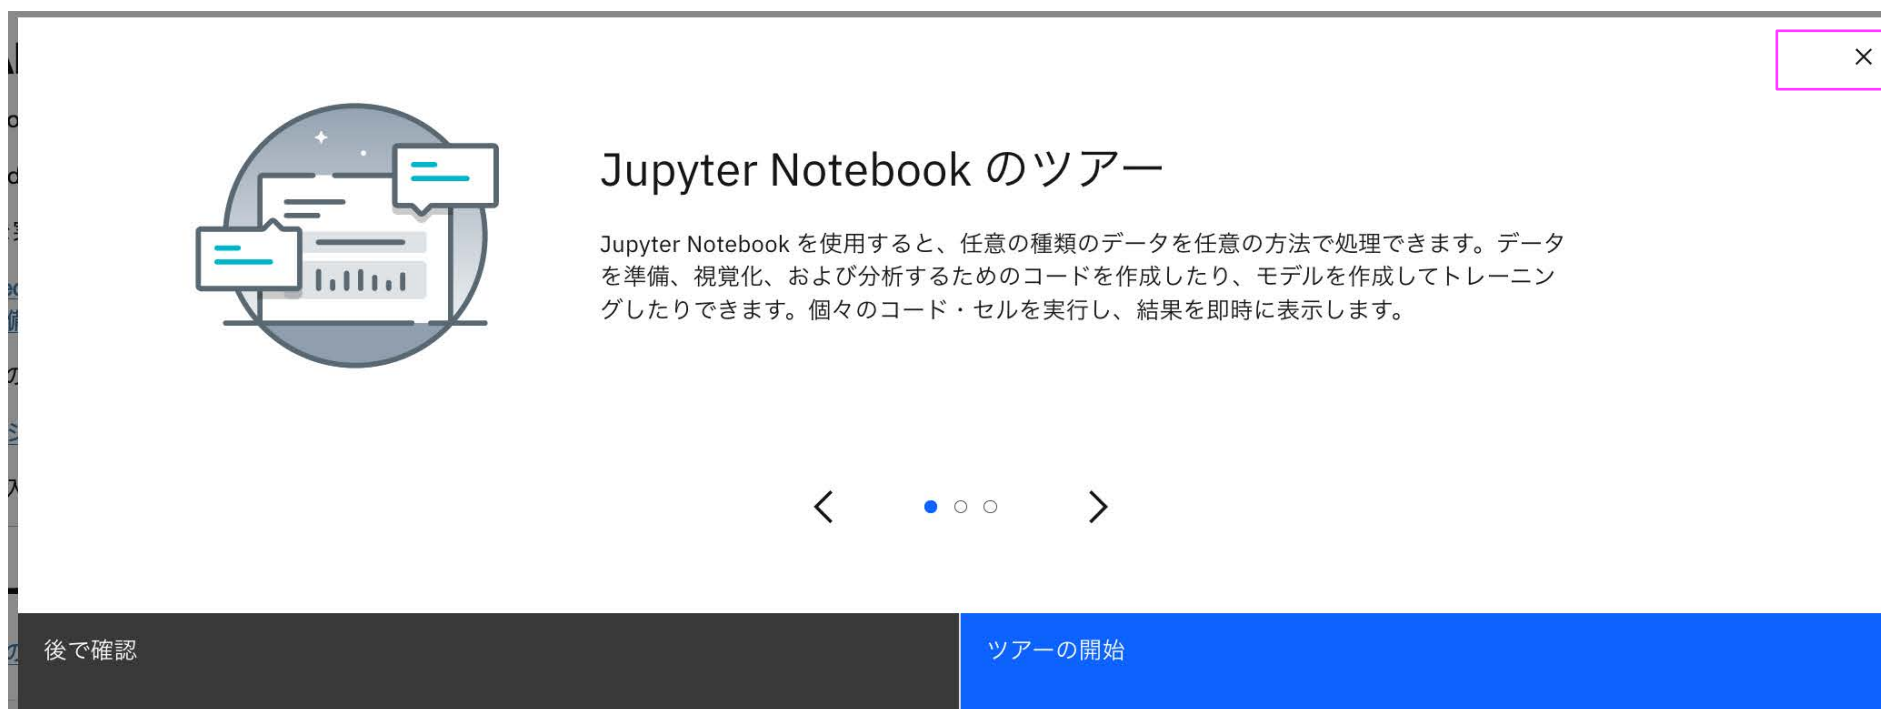 Jupyter Notebook のツアー
Jupyter Notebook を使用すると、任意の種類のデータを任意の方法で処理できます。データ
を準備、視覚化、および分析するためのコードを作成したり、モデルを作成してトレーニン
グしたりできます。個々のコード・セルを実行し、結果を即時に表示します。
後で確認
ツアーの開始